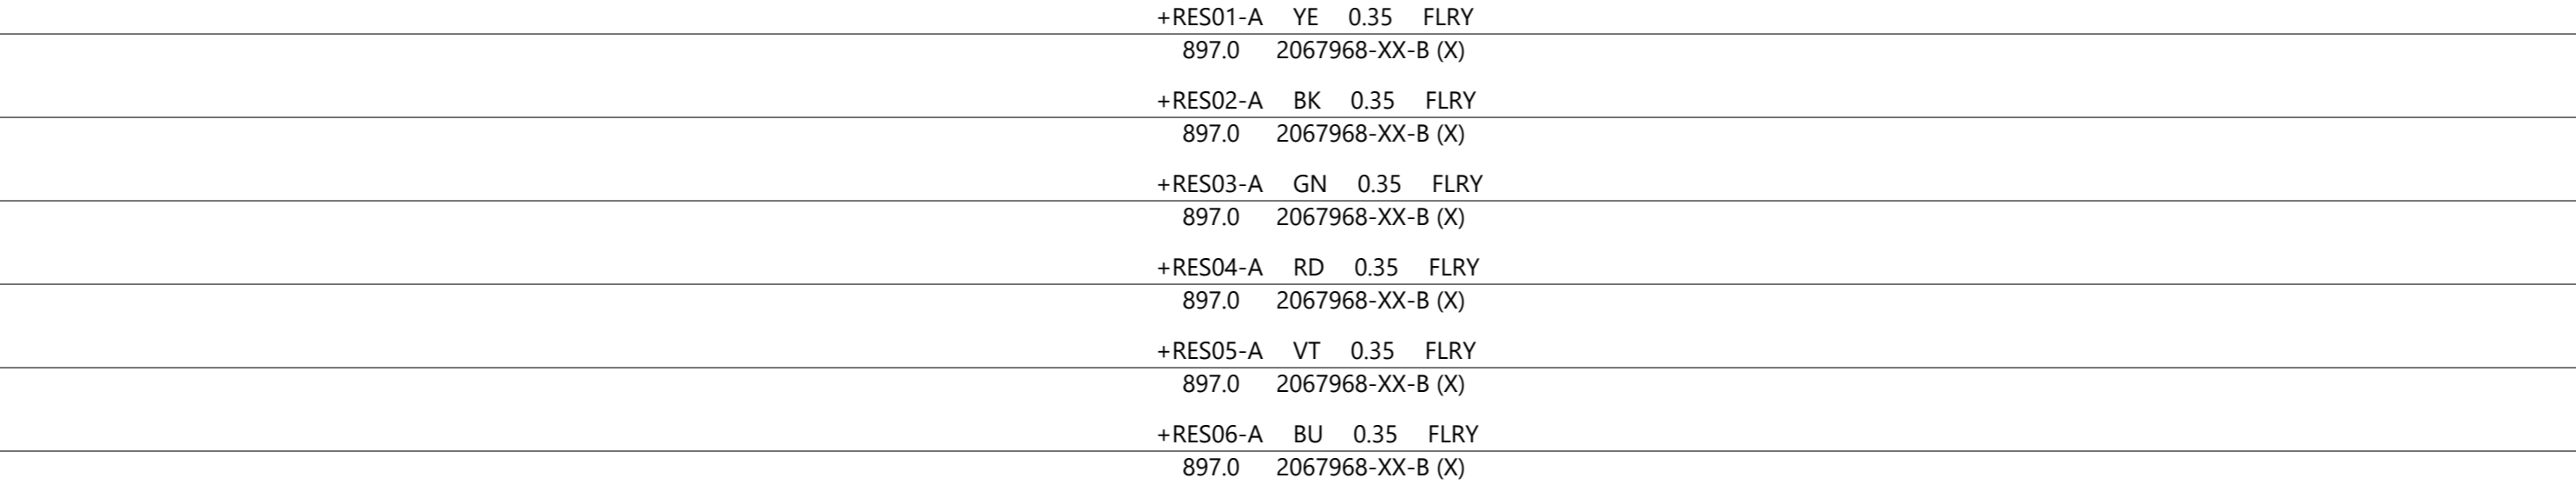 +RES01-A YE 0.35 FLRY
897.0 2067968-XX-B (X)
+RES02-A BK 0.35 FLRY
897.0 2067968-XX-B (X)
+RES03-A GN 0.35 FLRY
897.0 2067968-XX-B (X)
+RES04-A RD 0.35 FLRY
897.0 2067968-XX-B (X)
+RES05-A VT 0.35 FLRY
897.0 2067968-XX-B (X)
+RES06-A BU 0.35 FLRY
897.0 2067968-XX-B (X)